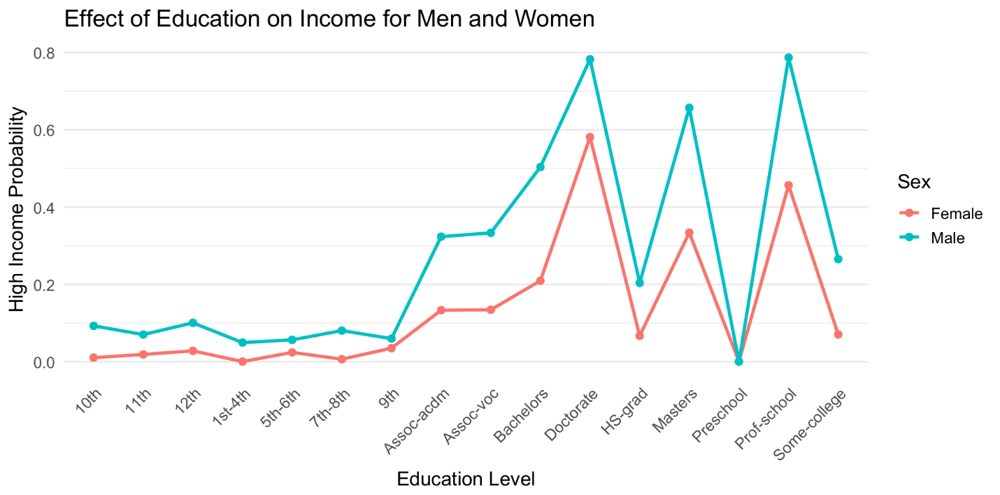 Effect of Education on Income for Men and Women
High Income Probability
0.8
0.6
0.4
0.2
0.0
10th
11th
12th
1st-4th
5th-6th
7th-8th
9th
Assoc-acdm
Assoc-voc
Bachelors
Doctorate
HS-grad
Masters
Preschool
Prof-school
Some-college
Education Level
Sex
Female
Male